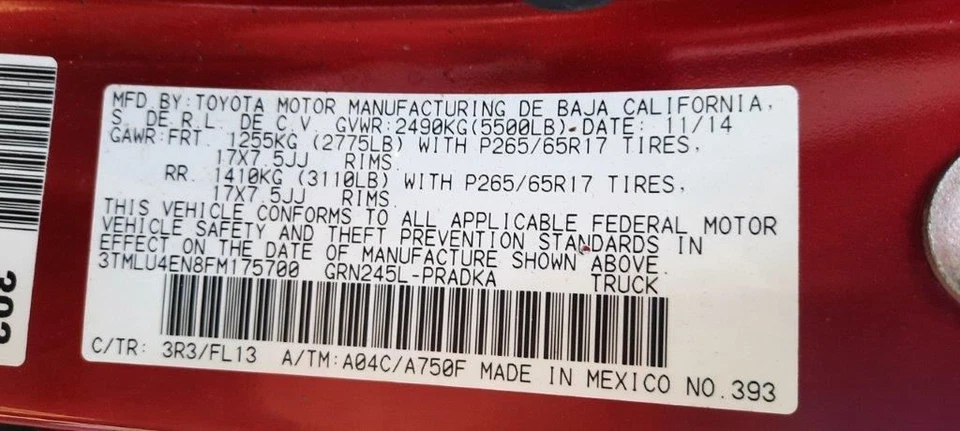 MFD BY:TOYOTA MOTOR MANUFACTURING DE BAJA CALIFORNIA,
S. DE R.L. DE C.V. GVWR:2490KG(5500LB) DATE: 11/14
GAWR:FRT. 1255KG (2775LB) WITH P265/65R17 TIRES,
17X7.5JJ RIMS
RR. 1410KG (3110LB) WITH P265/65R17 TIRES,
17X7.5JJ RIMS
THIS VEHICLE CONFORMS TO ALL APPLICABLE FEDERAL MOTOR
VEHICLE SAFETY AND THEFT PREVENTION STANDARDS IN
EFFECT ON THE DATE OF MANUFACTURE SHOWN ABOVE.
3TMLU4EN8FM175700 GRN245L-PRADKA TRUCK
C/TR: 3R3/FL13 A/TM:A04C/A750F MADE IN MEXICO NO.393